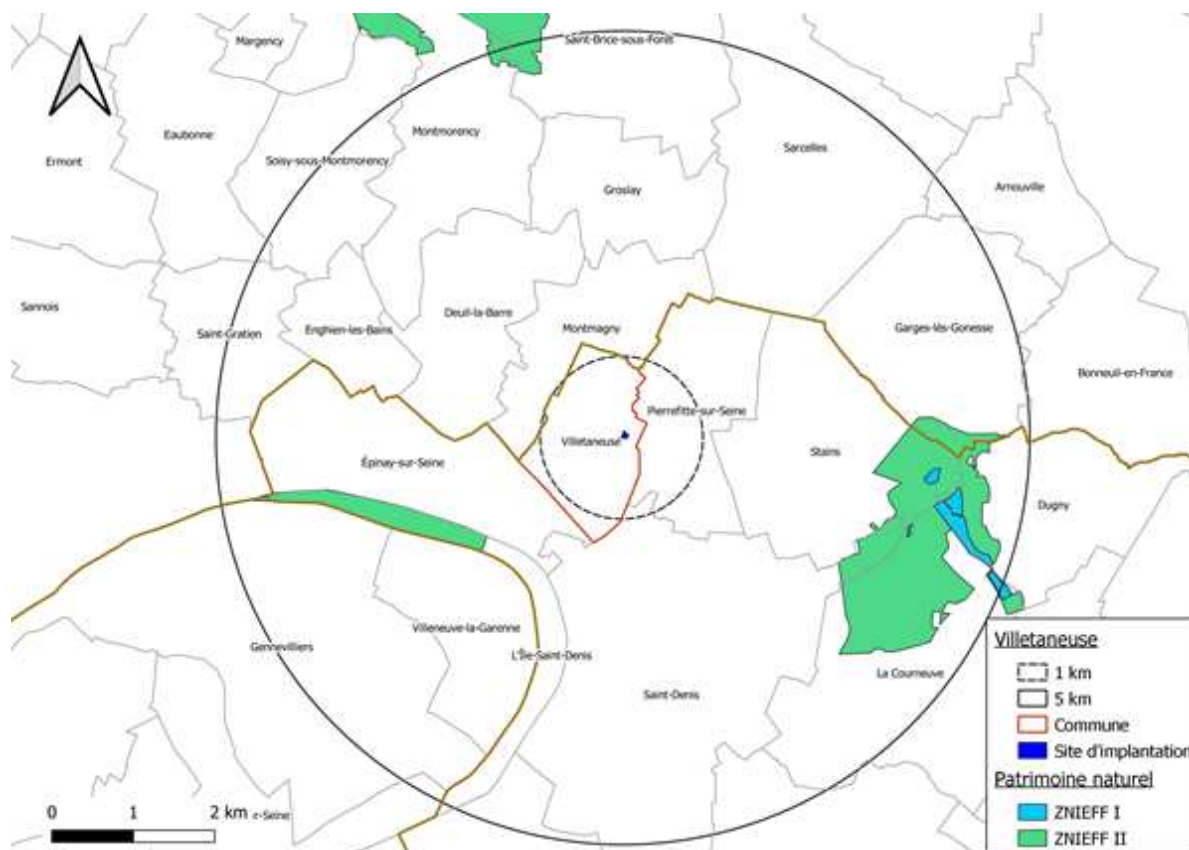 Margency
Saint-Brice-sous-Forêt
Eaubonne
Montmorency
Ermont
Soisy-sous-Montmorency
Sarcelles
Groslay
Arnouville
Sannois
Saint-Gratien
Enghien-les-Bains
Deuil-la-Barre
Montmagny
Garges-lès-Gonesse
Bonneuil-en-France
Pierrefitte-sur-Seine
Villetaneuse
Stains
Épinay-sur-Seine
Dugny
Villeneuve-la-Garenne
Gennevilliers
L'Île-Saint-Denis
La Courneuve
Saint-Denis
Villetaneuse
1 km
5 km
Commune
Site d'implantation
Patrimoine naturel
ZNIEFF I
ZNIEFF II
0 1 2 km
e-Seine